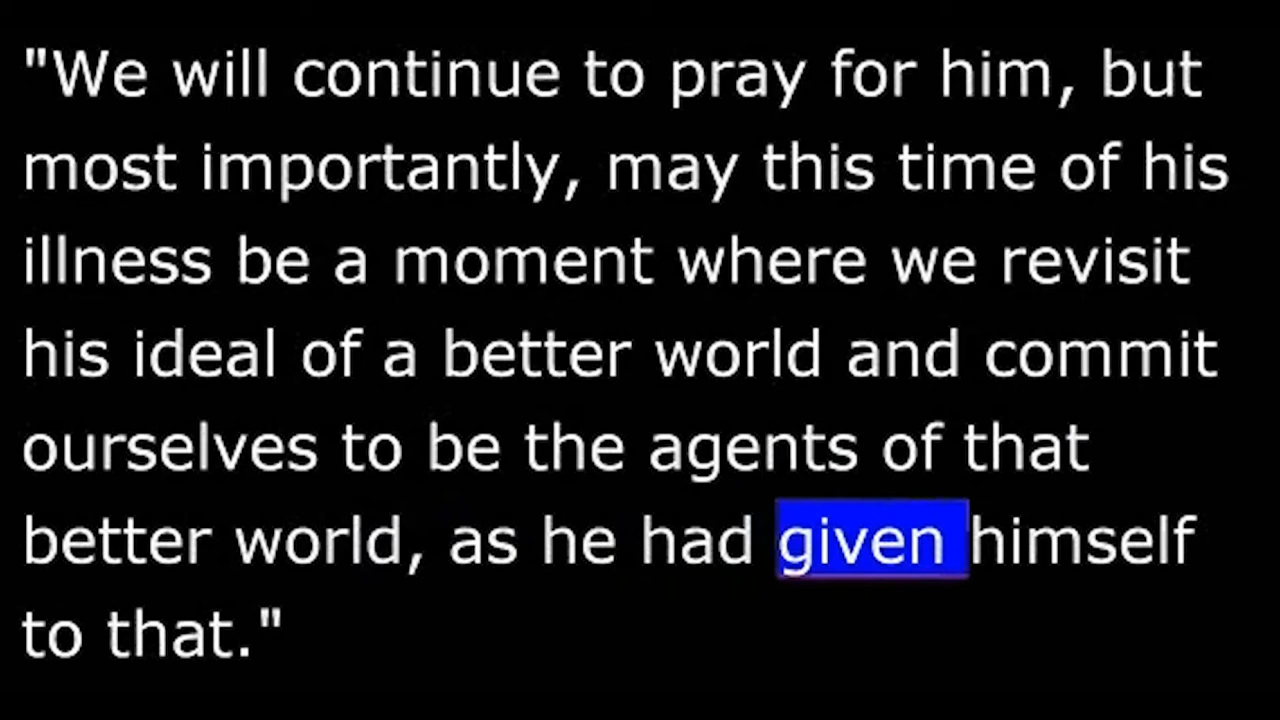 "We will continue to pray for him, but
most importantly, may this time of his
illness be a moment where we revisit
his ideal of a better world and commit
ourselves to be the agents of that
better world, as he had given himself
to that."